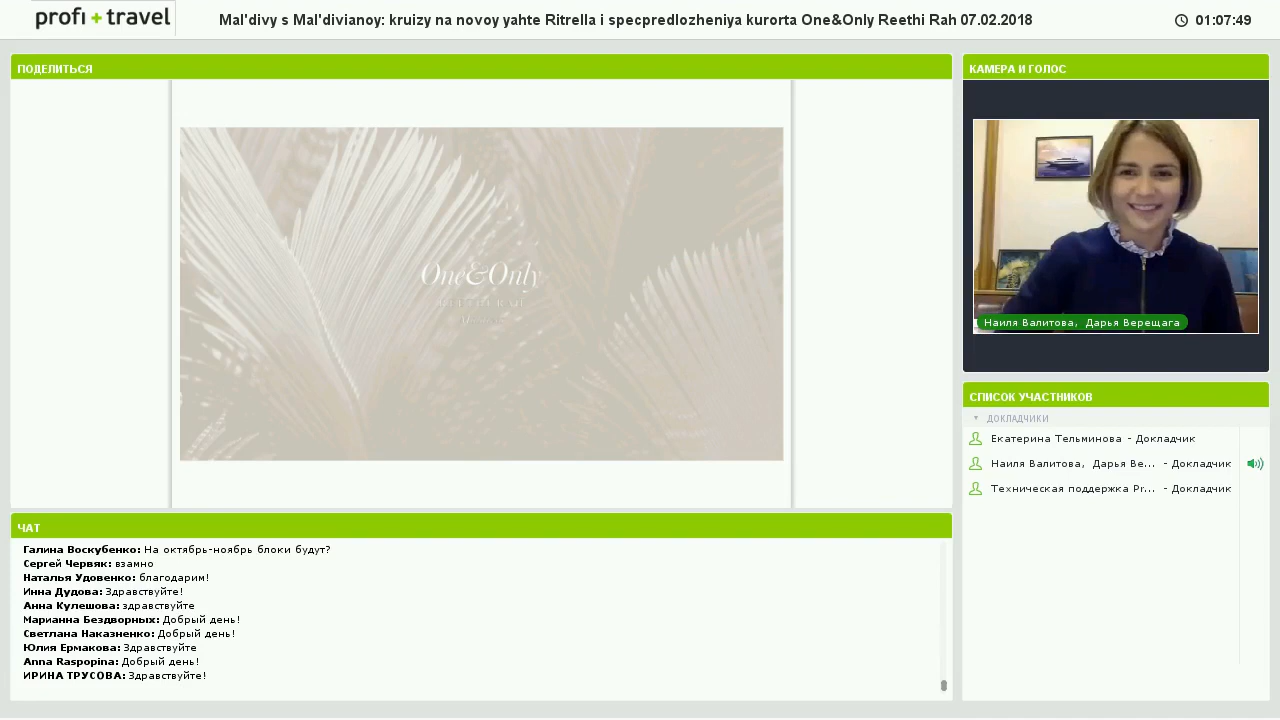 profi + travel
Mal'divy s Mal'divianoy: kruizy na novoy yahte Ritrella i specpredlozheniya kurorta One&Only Reethi Rah 07.02.2018
01:07:49
ПОДЕЛИТЬСЯ
One&Only
ЧАТ
Галина Воскубенко: На октябрь-ноябрь блоки будут?
Сергей Червяк: взамно
Наталья Удовенко: благодарим!
Инна Дудова: Здравствуйте!
Анна Кулешова: здравствуйте
Марианна Бездворных: Добрый день!
Светлана Наказненко: Добрый день!
Юлия Ермакова: Здравствуйте
Anna Raspopina: Добрый день!
ИРИНА ТРУСОВА: Здравствуйте!
КАМЕРА И ГОЛОС
Наиля Валитова, Дарья Верещага
СПИСОК УЧАСТНИКОВ
ДОКЛАДЧИКИ
Екатерина Тельминова - Докладчик
Наиля Валитова, Дарья Ве... - Докладчик
Техническая поддержка Pr... - Докладчик